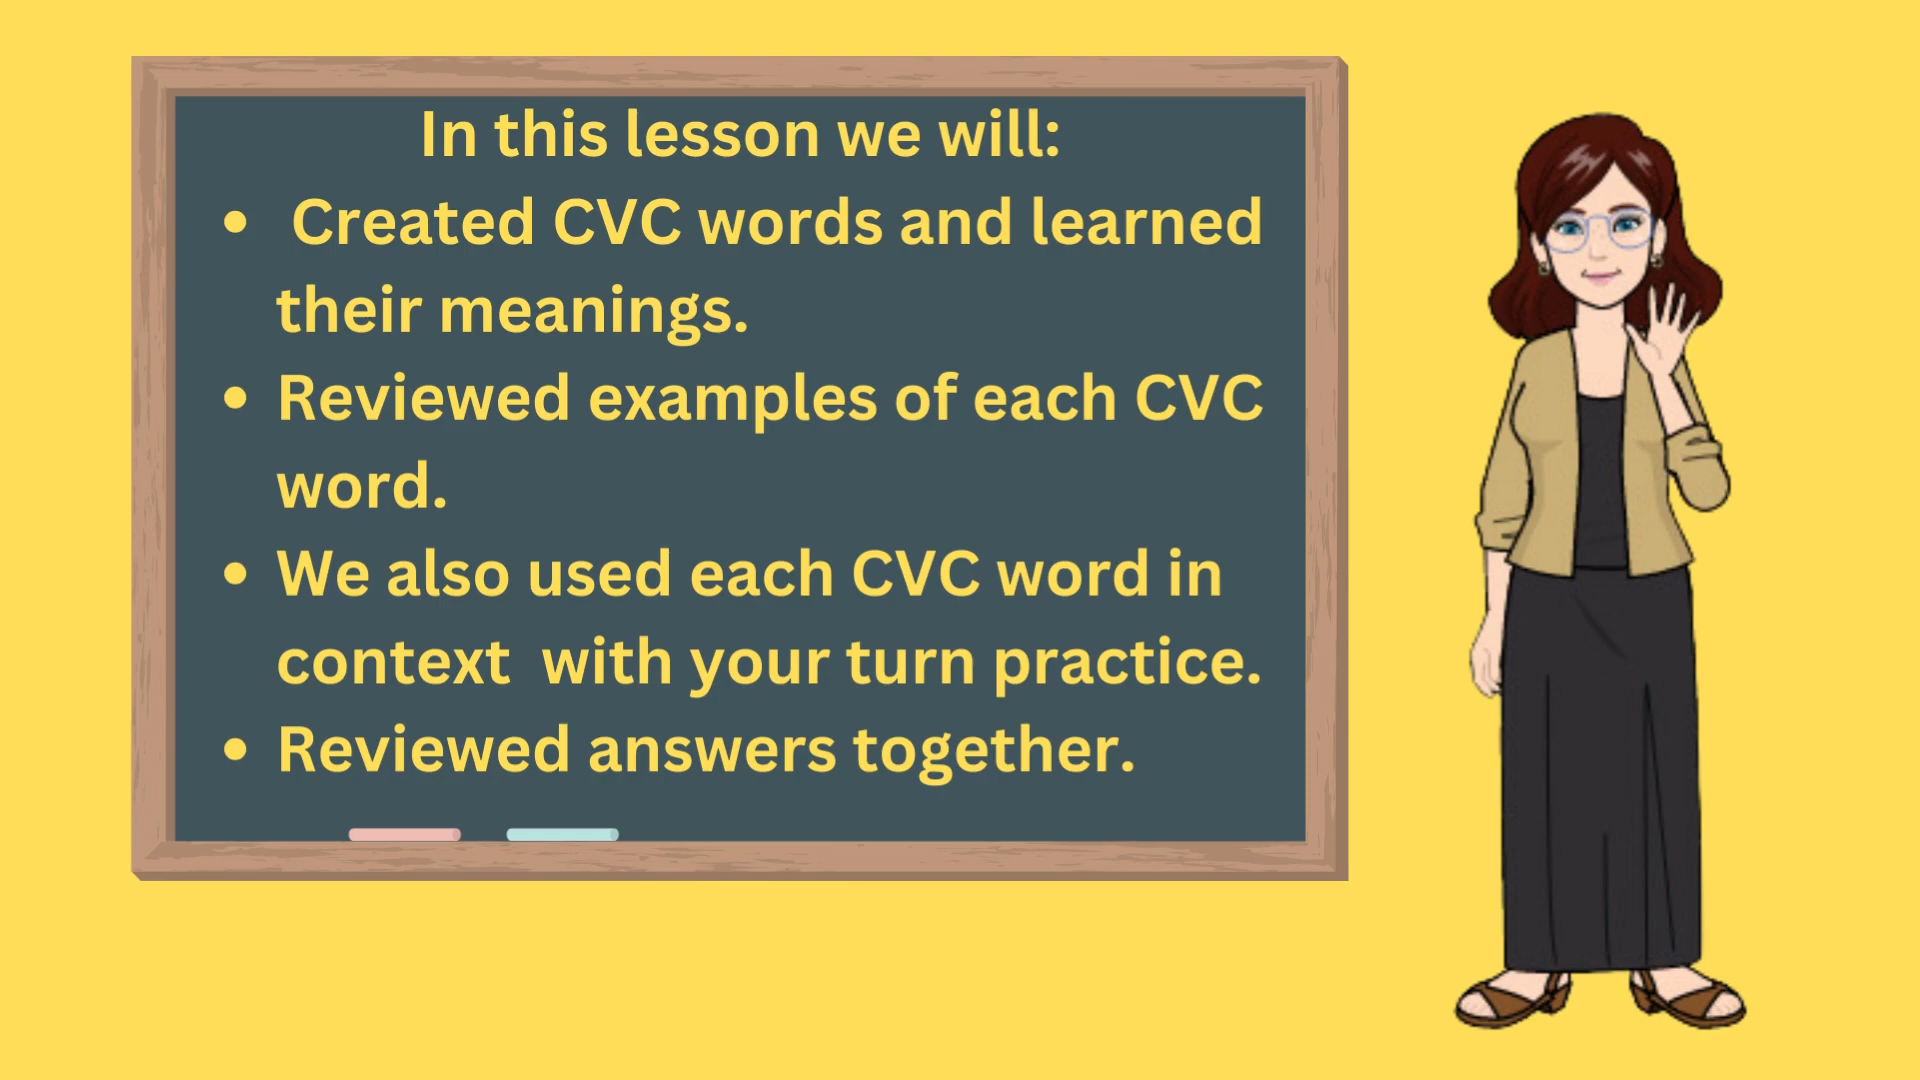 In this lesson we will:
• Created CVC words and learned
their meanings.
• Reviewed examples of each CVC
word.
• We also used each CVC word in
context with your turn practice.
• Reviewed answers together.